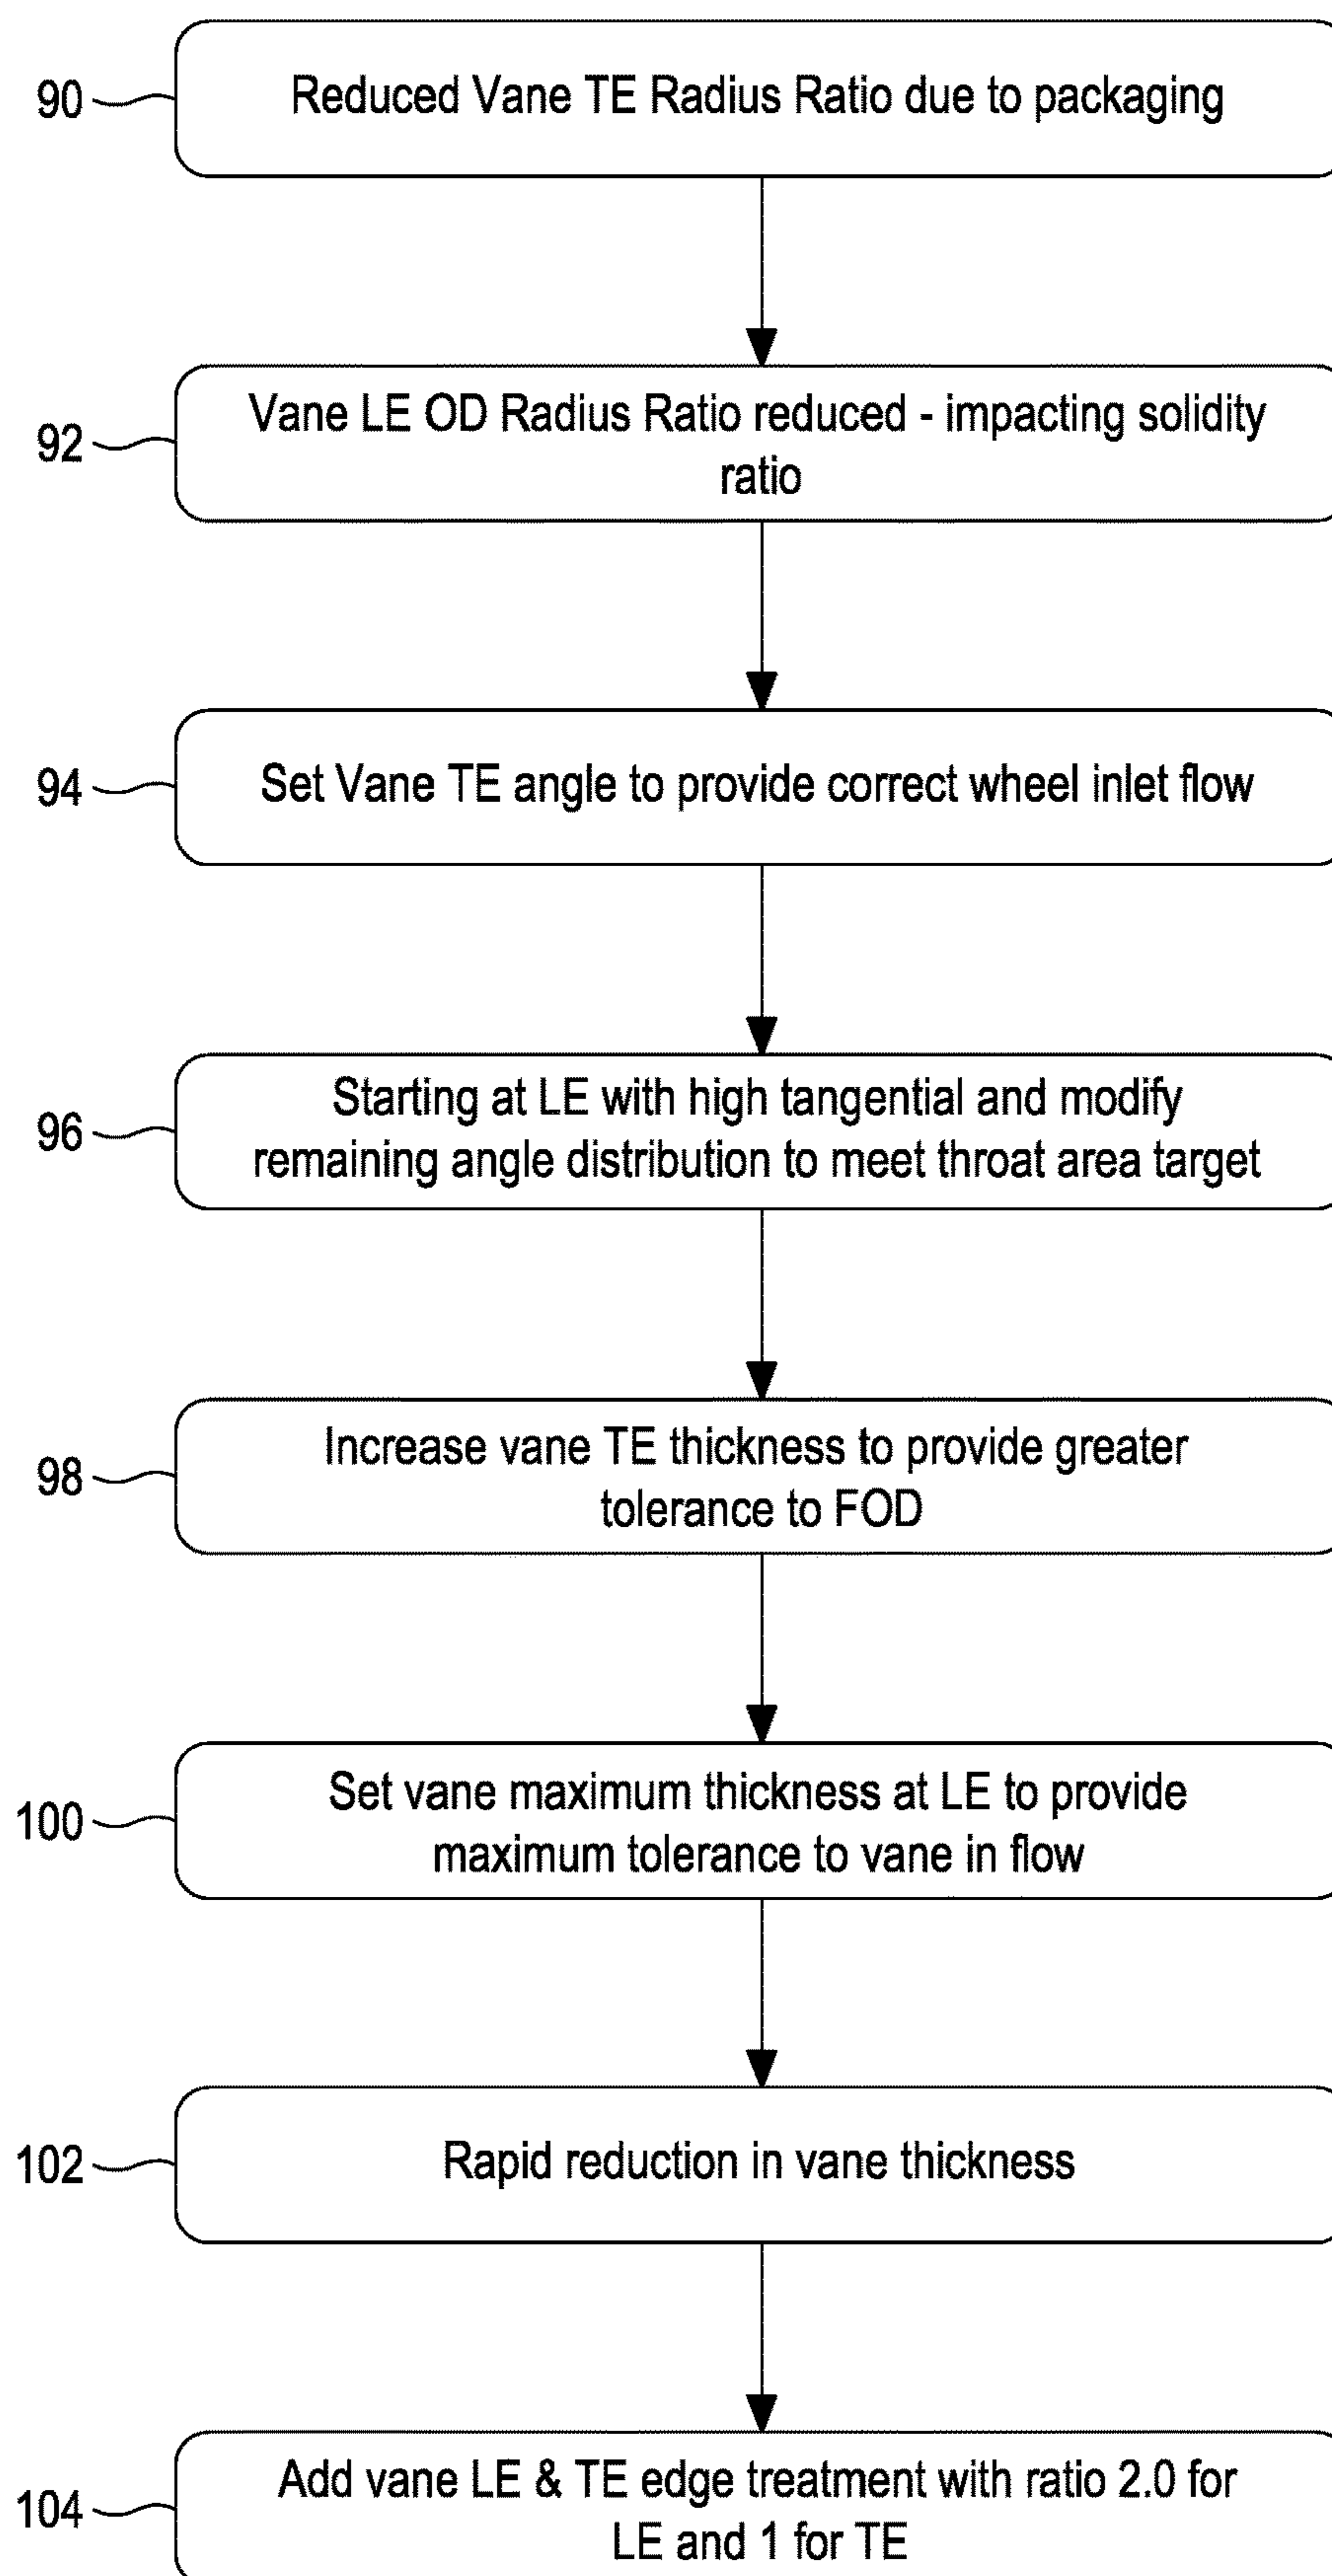 90
Reduced Vane TE Radius Ratio due to packaging
92
Vane LE OD Radius Ratio reduced - impacting solidity
ratio
94
Set Vane TE angle to provide correct wheel inlet flow
96
Starting at LE with high tangential and modify
remaining angle distribution to meet throat area target
98
Increase vane TE thickness to provide greater
tolerance to FOD
100
Set vane maximum thickness at LE to provide
maximum tolerance to vane in flow
102
Rapid reduction in vane thickness
104
Add vane LE & TE edge treatment with ratio 2.0 for
LE and 1 for TE